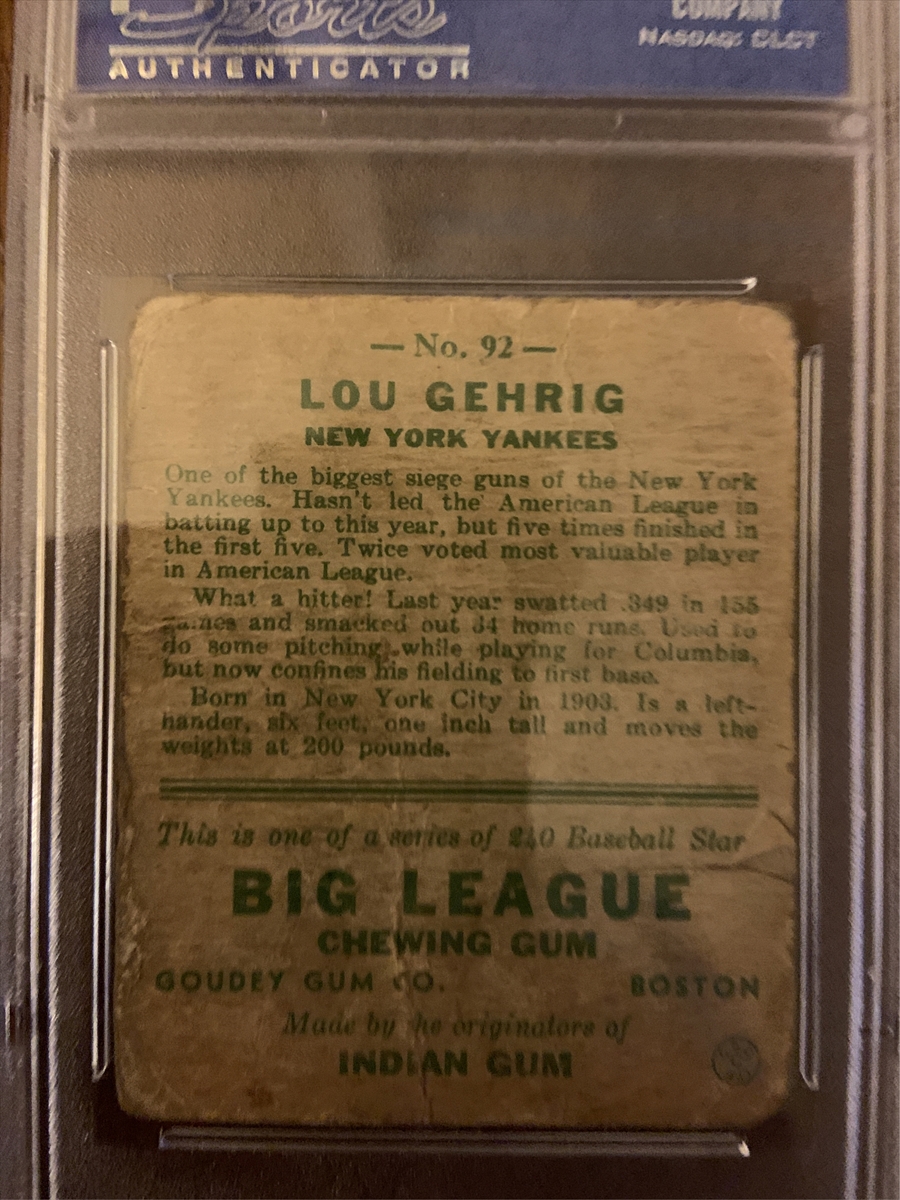 Sports
COMPANY
NASDAQ: CLCT
AUTHENTICATOR
— No. 92 —
LOU GEHRIG
NEW YORK YANKEES
One of the biggest siege guns of the New York
Yankees. Hasn't led the American League in
batting up to this year, but five times finished in
the first five. Twice voted most valuable player
in American League.
What a hitter! Last year swatted .349 in 155
games and smacked out 34 home runs. Used to
do some pitching while playing for Columbia,
but now confines his fielding to first base.
Born in New York City in 1903. Is a left-
hander, six feet, one inch tall and moves the
weights at 200 pounds.
This is one of a series of 240 Baseball Star
BIG LEAGUE
CHEWING GUM
GOUDEY GUM CO. BOSTON
Made by the originators of
INDIAN GUM